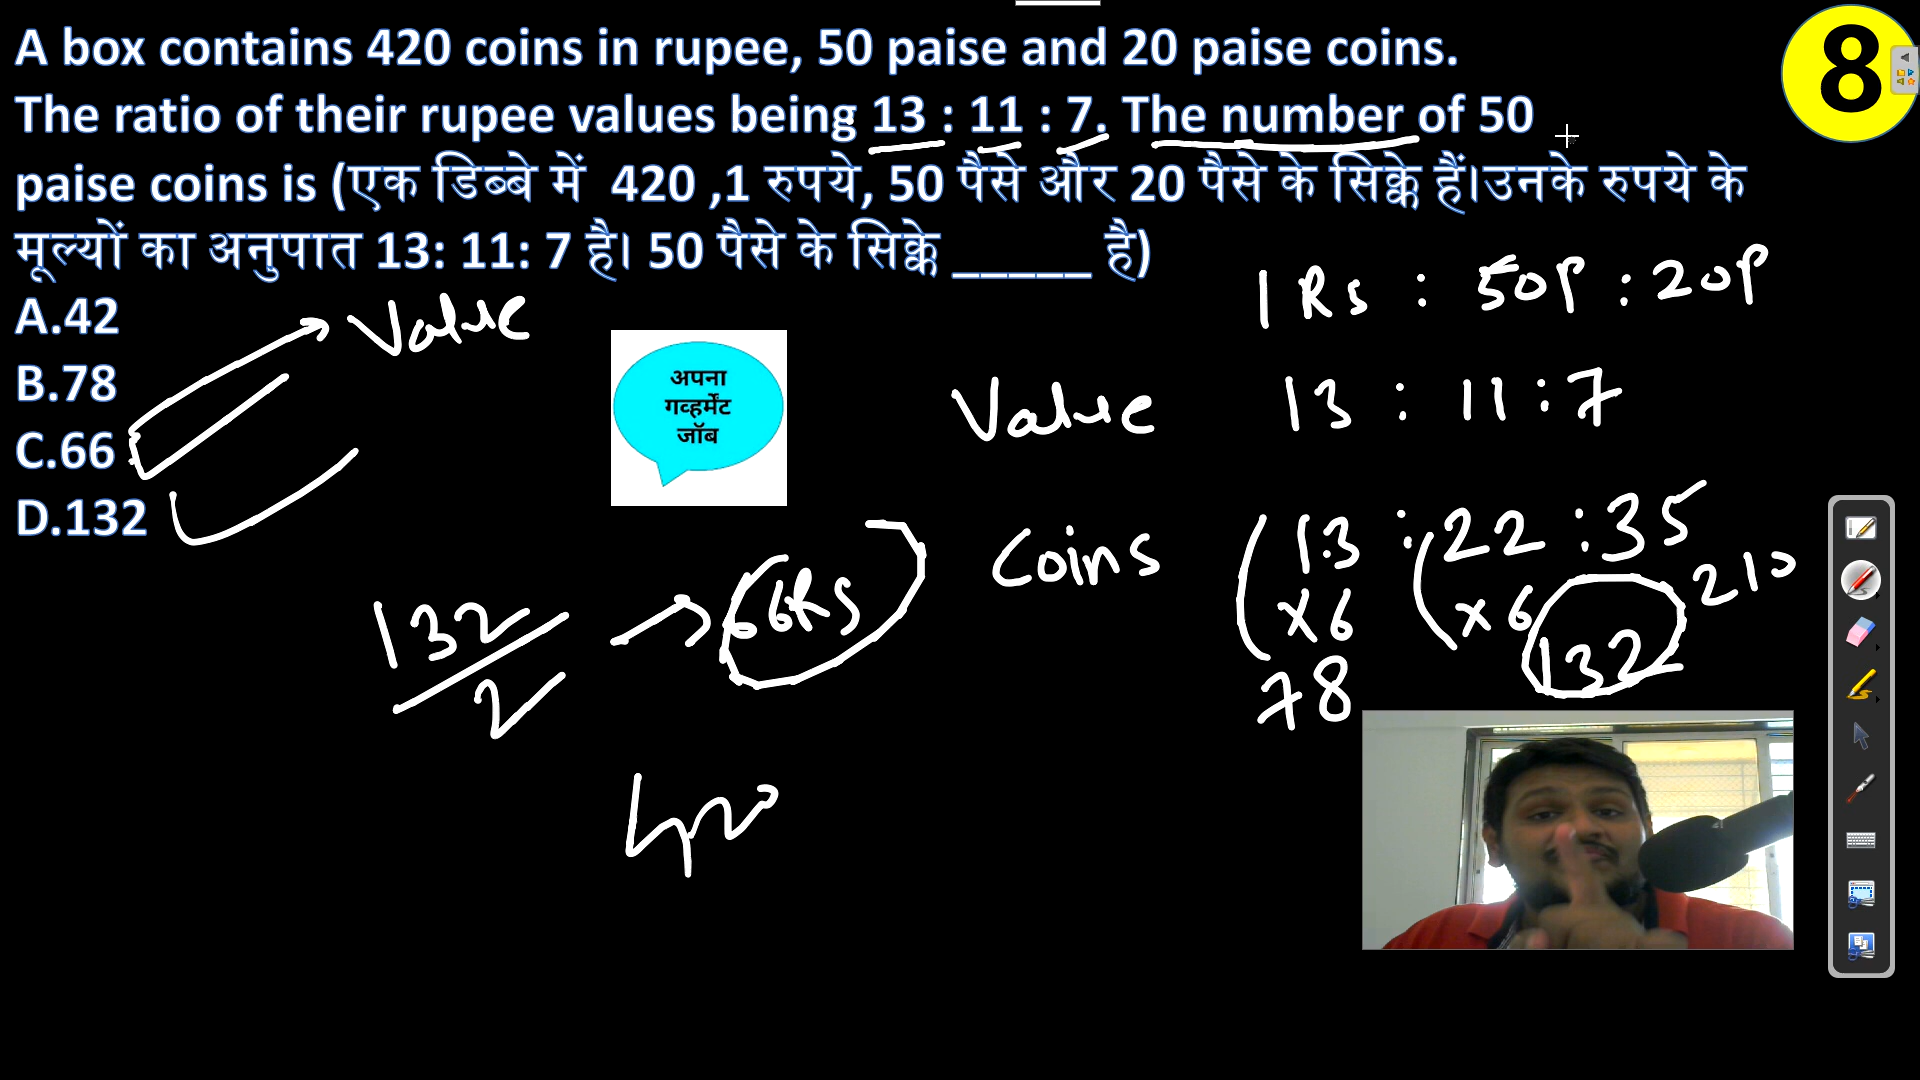 A box contains 420 coins in rupee, 50 paise and 20 paise coins.
The ratio of their rupee values being 13 : 11 : 7. The number of 50
paise coins is (एक डिब्बे में 420 ,1 रुपये, 50 पैसे और 20 पैसे के सिक्के हैं।उनके रुपये के
मूल्यों का अनुपात 13: 11: 7 है। 50 पैसे के सिक्के _____ है)
A.42
B.78
C.66
D.132
8
Value
अपना
गव्हर्मेंट
जॉब
1 Rs : 50p : 20p
Value 13 : 11 : 7
Coins 13 : 22 : 35
x6 x6 210
78 132
132
2
66Rs
420